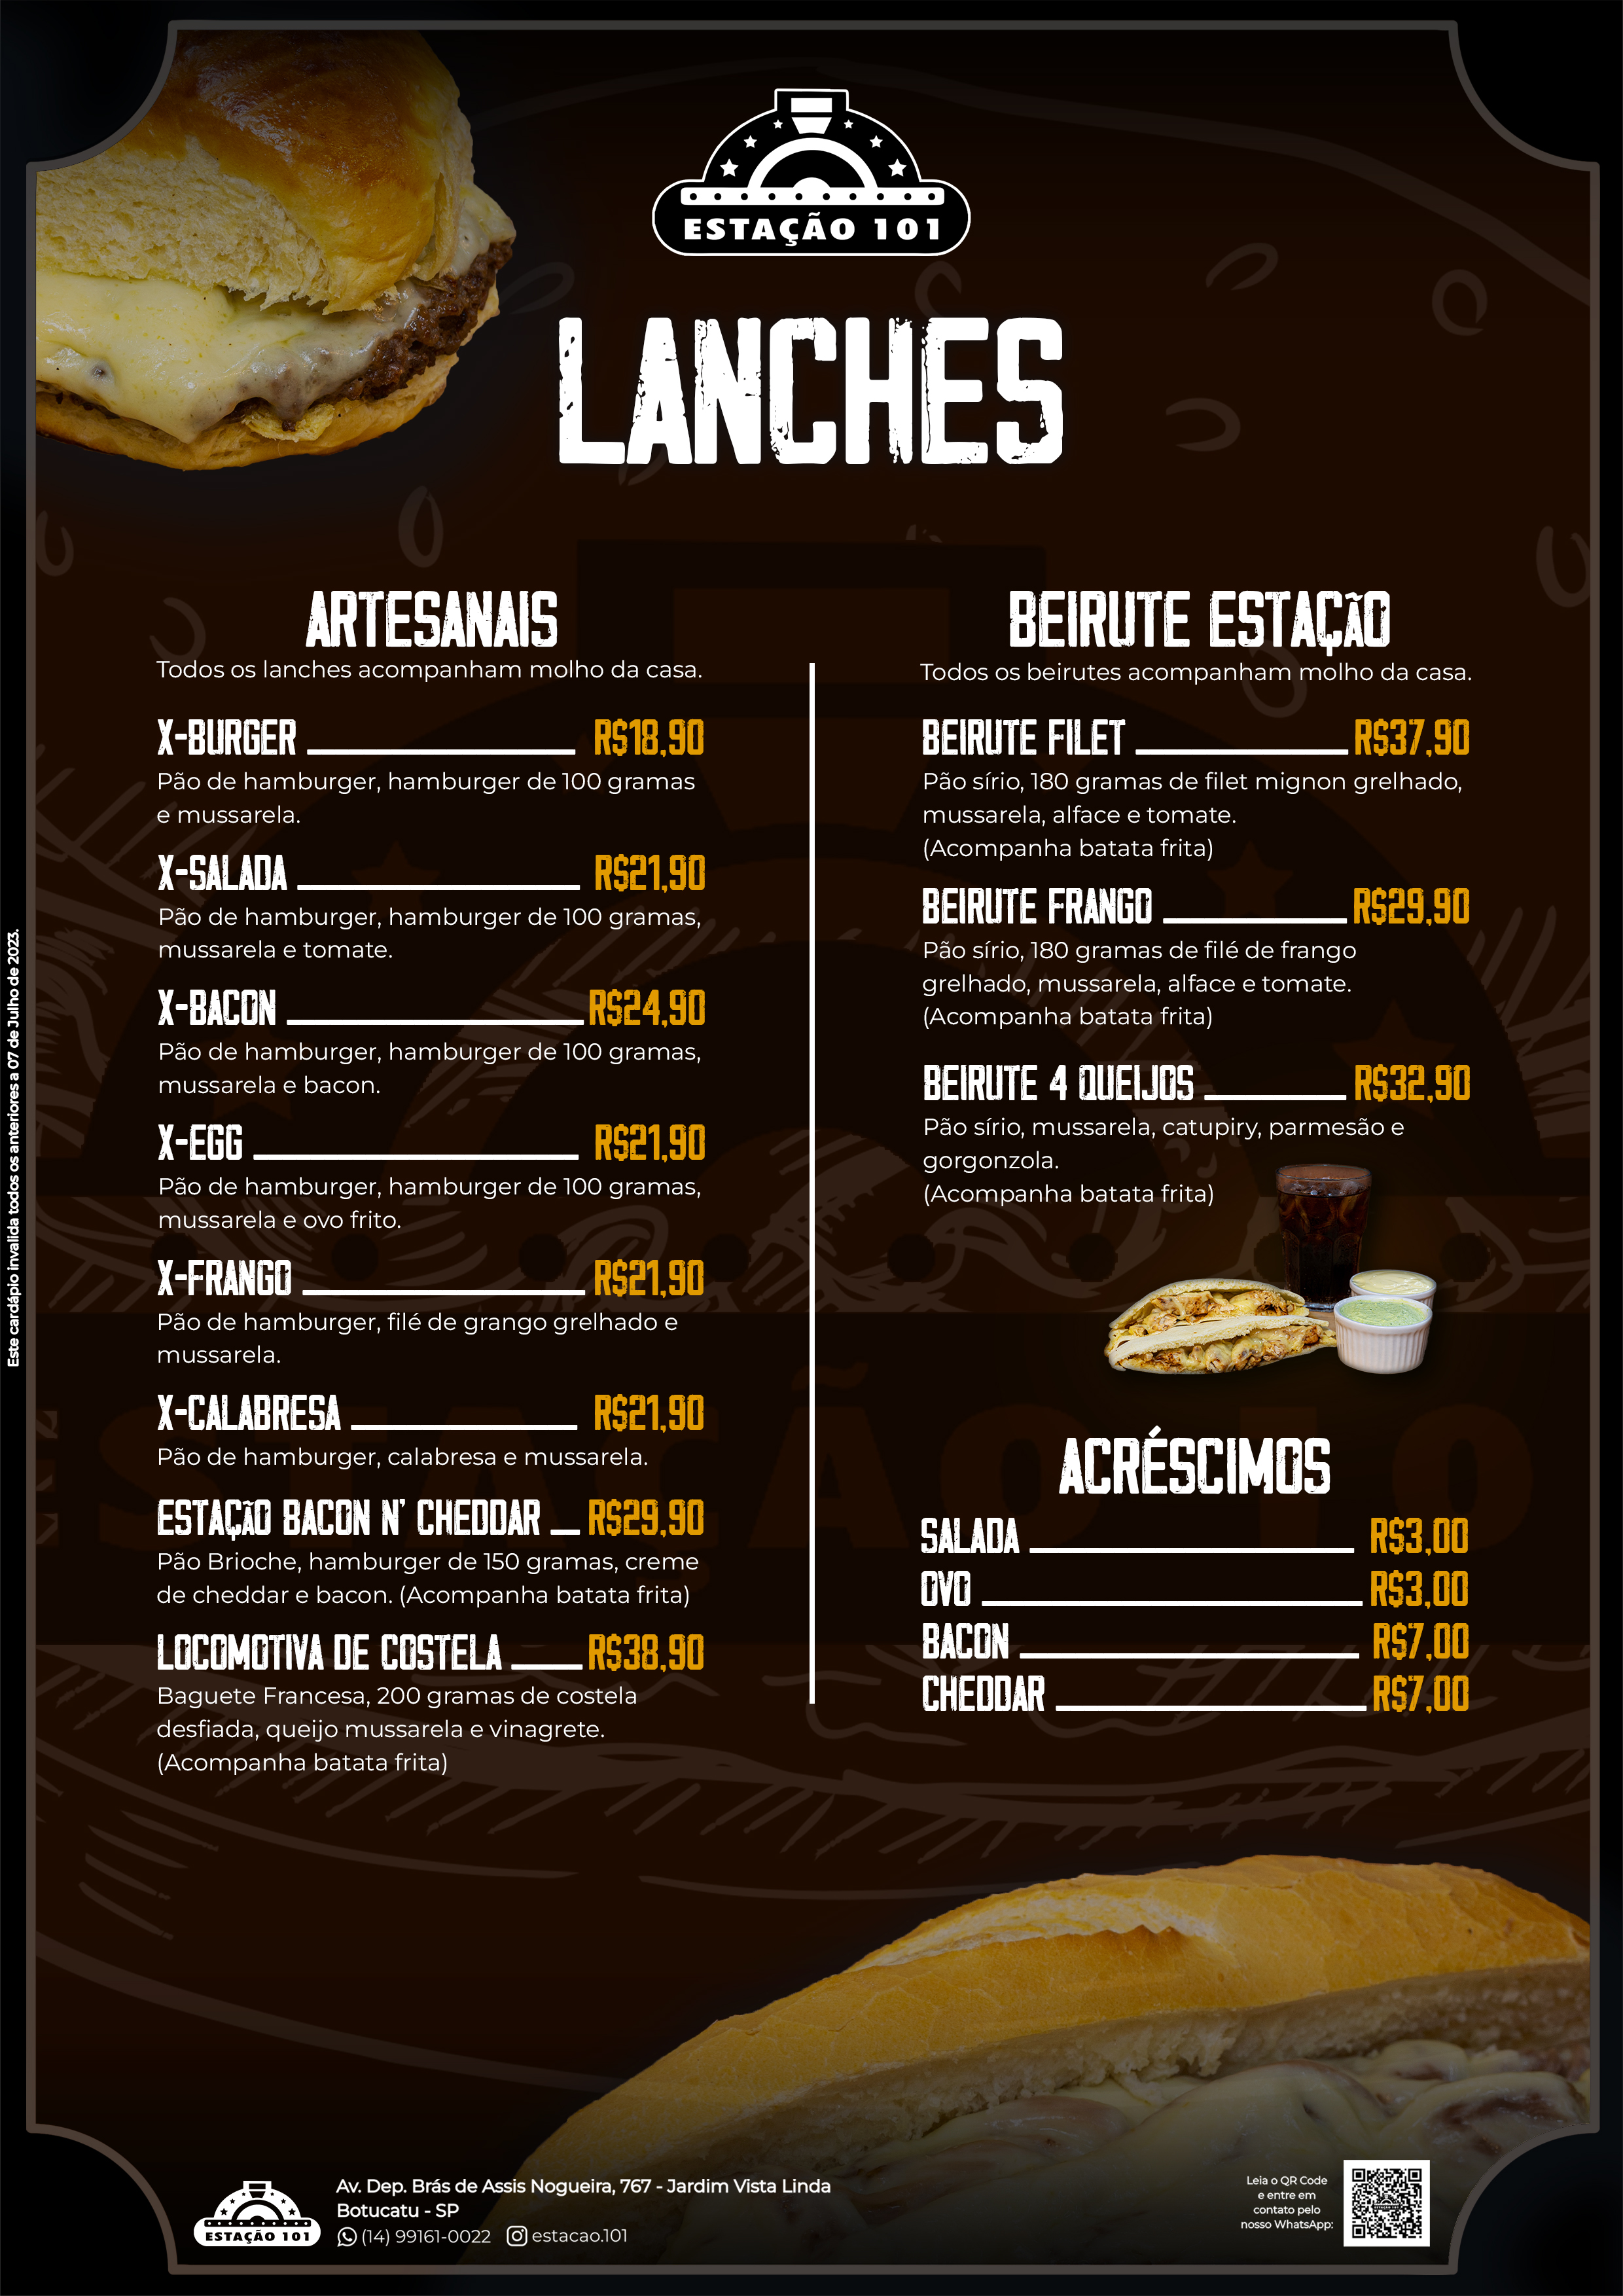 ESTAÇÃO 101
LANCHES
ARTESANAIS
Todos os lanches acompanham molho da casa.
X-BURGER R$18,90
Pão de hamburger, hamburger de 100 gramas
e mussarela.
X-SALADA R$21,90
Pão de hamburger, hamburger de 100 gramas,
mussarela e tomate.
X-BACON R$24,90
Pão de hamburger, hamburger de 100 gramas,
mussarela e bacon.
X-EGG R$21,90
Pão de hamburger, hamburger de 100 gramas,
mussarela e ovo frito.
X-FRANGO R$21,90
Pão de hamburger, filé de grango grelhado e
mussarela.
X-CALABRESA R$21,90
Pão de hamburger, calabresa e mussarela.
ESTAÇÃO BACON N' CHEDDAR R$29,90
Pão Brioche, hamburger de 150 gramas, creme
de cheddar e bacon. (Acompanha batata frita)
LOCOMOTIVA DE COSTELA R$38,90
Baguete Francesa, 200 gramas de costela
desfiada, queijo mussarela e vinagrete.
(Acompanha batata frita)
BEIRUTE ESTAÇÃO
Todos os beirutes acompanham molho da casa.
BEIRUTE FILET R$37,90
Pão sírio, 180 gramas de filet mignon grelhado,
mussarela, alface e tomate.
(Acompanha batata frita)
BEIRUTE FRANGO R$29,90
Pão sírio, 180 gramas de filé de frango
grelhado, mussarela, alface e tomate.
(Acompanha batata frita)
BEIRUTE 4 QUEIJOS R$32,90
Pão sírio, mussarela, catupiry, parmesão e
gorgonzola.
(Acompanha batata frita)
ACRÉSCIMOS
SALADA R$3,00
OVO R$3,00
BACON R$7,00
CHEDDAR R$7,00
Este cardápio invalida todos os anteriores a 07 de Julho de 2023.
ESTAÇÃO 10
ESTAÇÃO 101
Av. Dep. Brás de Assis Nogueira, 767 - Jardim Vista Linda
Botucatu - SP
(14) 99161-0022 estacao.101
Leia o QR Code
e entre em
contato pelo
nosso WhatsApp: